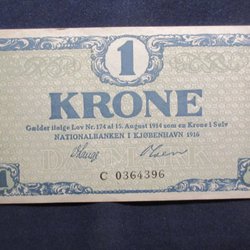 1
KRONE
Gælder ifølge Lov Nr. 174 af 15. August 1914 som en Krone i Sølv
NATIONALBANKEN I KJØBENHAVN 1916
C 0364396
1